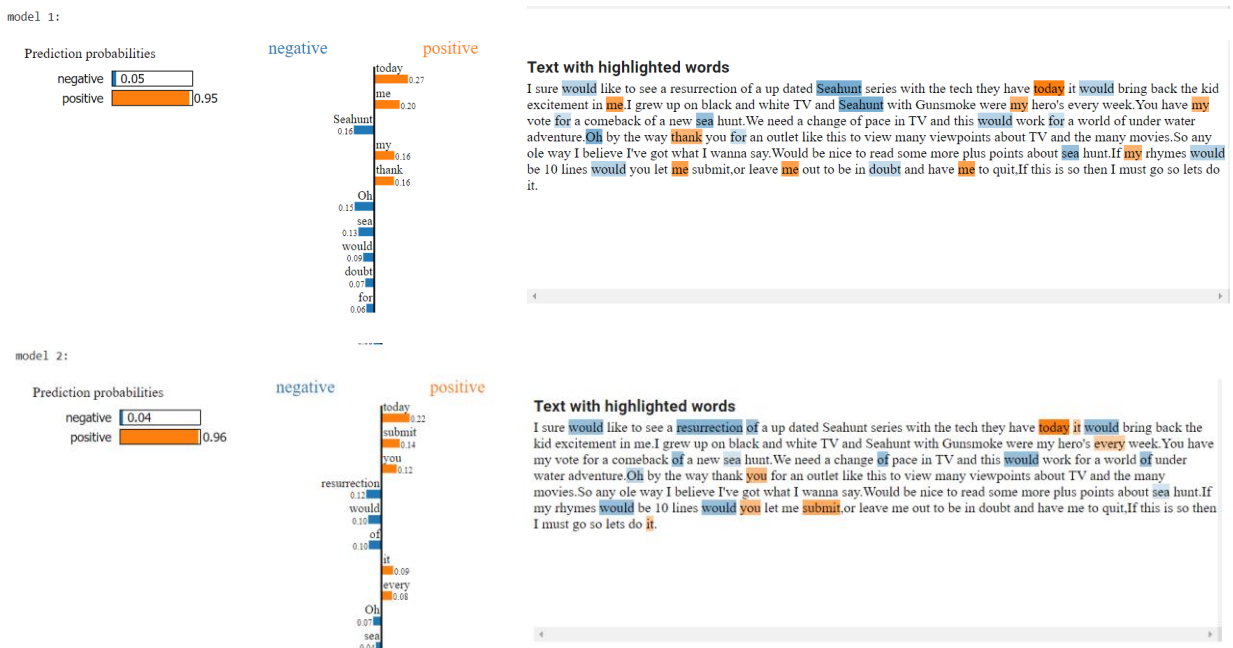 model 1:
Prediction probabilities
negative 0.05
positive 0.95
negative positive
today
0.27
me
0.20
Seahunt
0.16
my
0.16
thank
0.16
Oh
0.15
sea
0.13
would
0.09
doubt
0.07
for
0.06
Text with highlighted words
I sure would like to see a resurrection of a up dated Seahunt series with the tech they have today it would bring back the kid
excitement in me.I grew up on black and white TV and Seahunt with Gunsmoke were my hero's every week.You have my
vote for a comeback of a new sea hunt.We need a change of pace in TV and this would work for a world of under water
adventure.Oh by the way thank you for an outlet like this to view many viewpoints about TV and the many movies.So any
ole way I believe I've got what I wanna say.Would be nice to read some more plus points about sea hunt.If my rhymes would
be 10 lines would you let me submit,or leave me out to be in doubt and have me to quit,If this is so then I must go so lets do
it.
model 2:
Prediction probabilities
negative 0.04
positive 0.96
negative positive
today
0.22
submit
0.14
you
0.12
resurrection
0.12
would
0.10
of
0.10
it
0.09
every
0.08
Oh
0.07
sea
Text with highlighted words
I sure would like to see a resurrection of a up dated Seahunt series with the tech they have today it would bring back the
kid excitement in me.I grew up on black and white TV and Seahunt with Gunsmoke were my hero's every week.You have
my vote for a comeback of a new sea hunt.We need a change of pace in TV and this would work for a world of under
water adventure.Oh by the way thank you for an outlet like this to view many viewpoints about TV and the many
movies.So any ole way I believe I've got what I wanna say.Would be nice to read some more plus points about sea hunt.If
my rhymes would be 10 lines would you let me submit,or leave me out to be in doubt and have me to quit,If this is so then
I must go so lets do it.